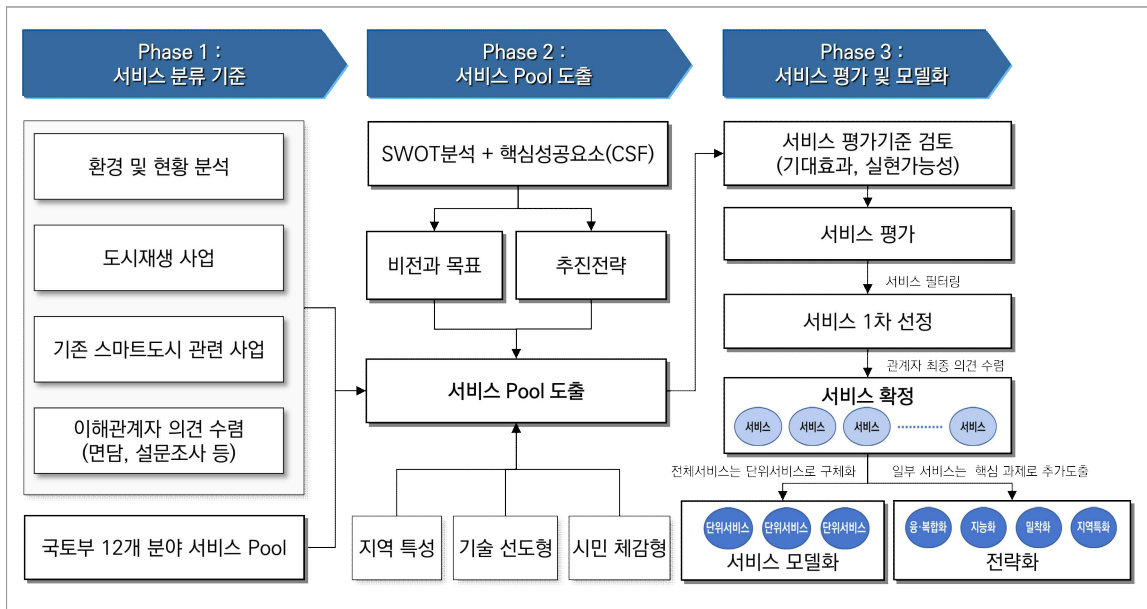 Phase 1 :
서비스 분류 기준
환경 및 현황 분석
도시재생 사업
기존 스마트도시 관련 사업
이해관계자 의견 수렴
(면담, 설문조사 등)
국토부 12개 분야 서비스 Pool
Phase 2 :
서비스 Pool 도출
SWOT분석 + 핵심성공요소(CSF)
비전과 목표
추진전략
서비스 Pool 도출
지역 특성
기술 선도형
시민 체감형
Phase 3 :
서비스 평가 및 모델화
서비스 평가기준 검토
(기대효과, 실현가능성)
서비스 평가
서비스 필터링
서비스 1차 선정
관계자 최종 의견 수렴
서비스 확정
서비스 서비스 서비스 서비스
전체서비스는 단위서비스로 구체화
일부 서비스는 핵심 과제로 추가도출
단위서비스 단위서비스 단위서비스
서비스 모델화
융·복합화 지능화 밀착화 지역특화
전략화